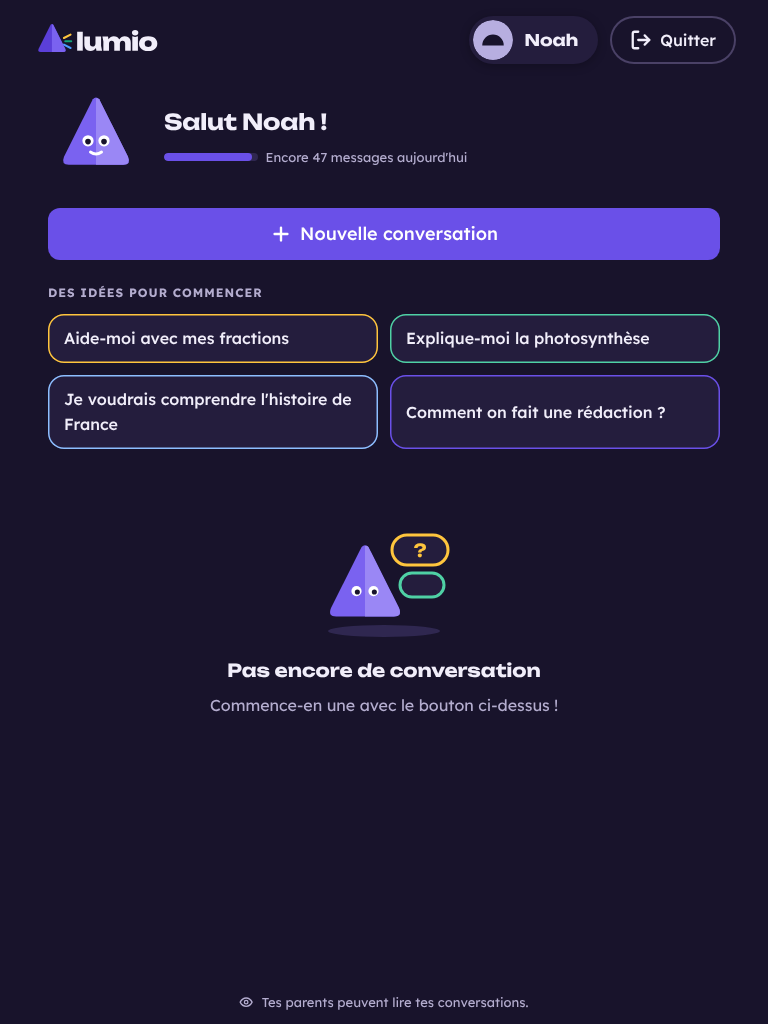 lumio
Noah
Quitter
Salut Noah !
Encore 47 messages aujourd'hui
Nouvelle conversation
DES IDÉES POUR COMMENCER
Aide-moi avec mes fractions
Explique-moi la photosynthèse
Je voudrais comprendre l'histoire de
France
Comment on fait une rédaction ?
?
Pas encore de conversation
Commence-en une avec le bouton ci-dessus !
Tes parents peuvent lire tes conversations.